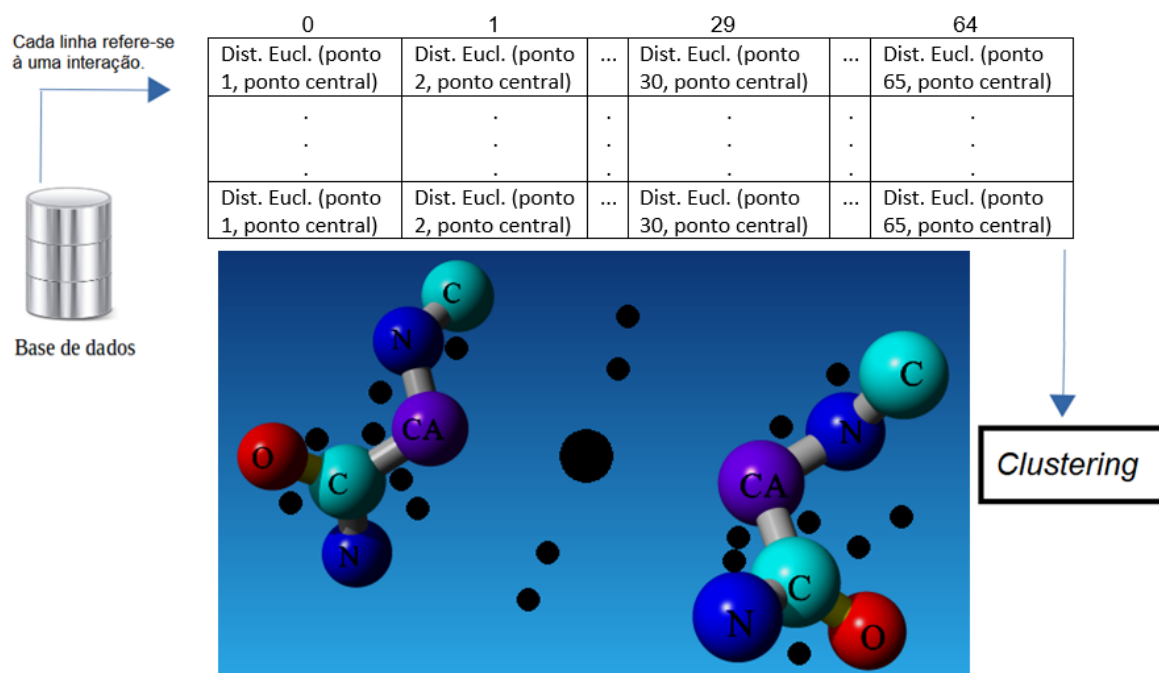 0 1 29 64
Cada linha refere-se
à uma interação.
Dist. Eucl. (ponto Dist. Eucl. (ponto ... Dist. Eucl. (ponto ... Dist. Eucl. (ponto
1, ponto central) 2, ponto central) 30, ponto central) 65, ponto central)
. . . . . .
. . . . . .
. . . . . .
Dist. Eucl. (ponto Dist. Eucl. (ponto ... Dist. Eucl. (ponto ... Dist. Eucl. (ponto
1, ponto central) 2, ponto central) 30, ponto central) 65, ponto central)
Base de dados
C
N
CA
O
C
N
C
N
CA
C
N
O
Clustering